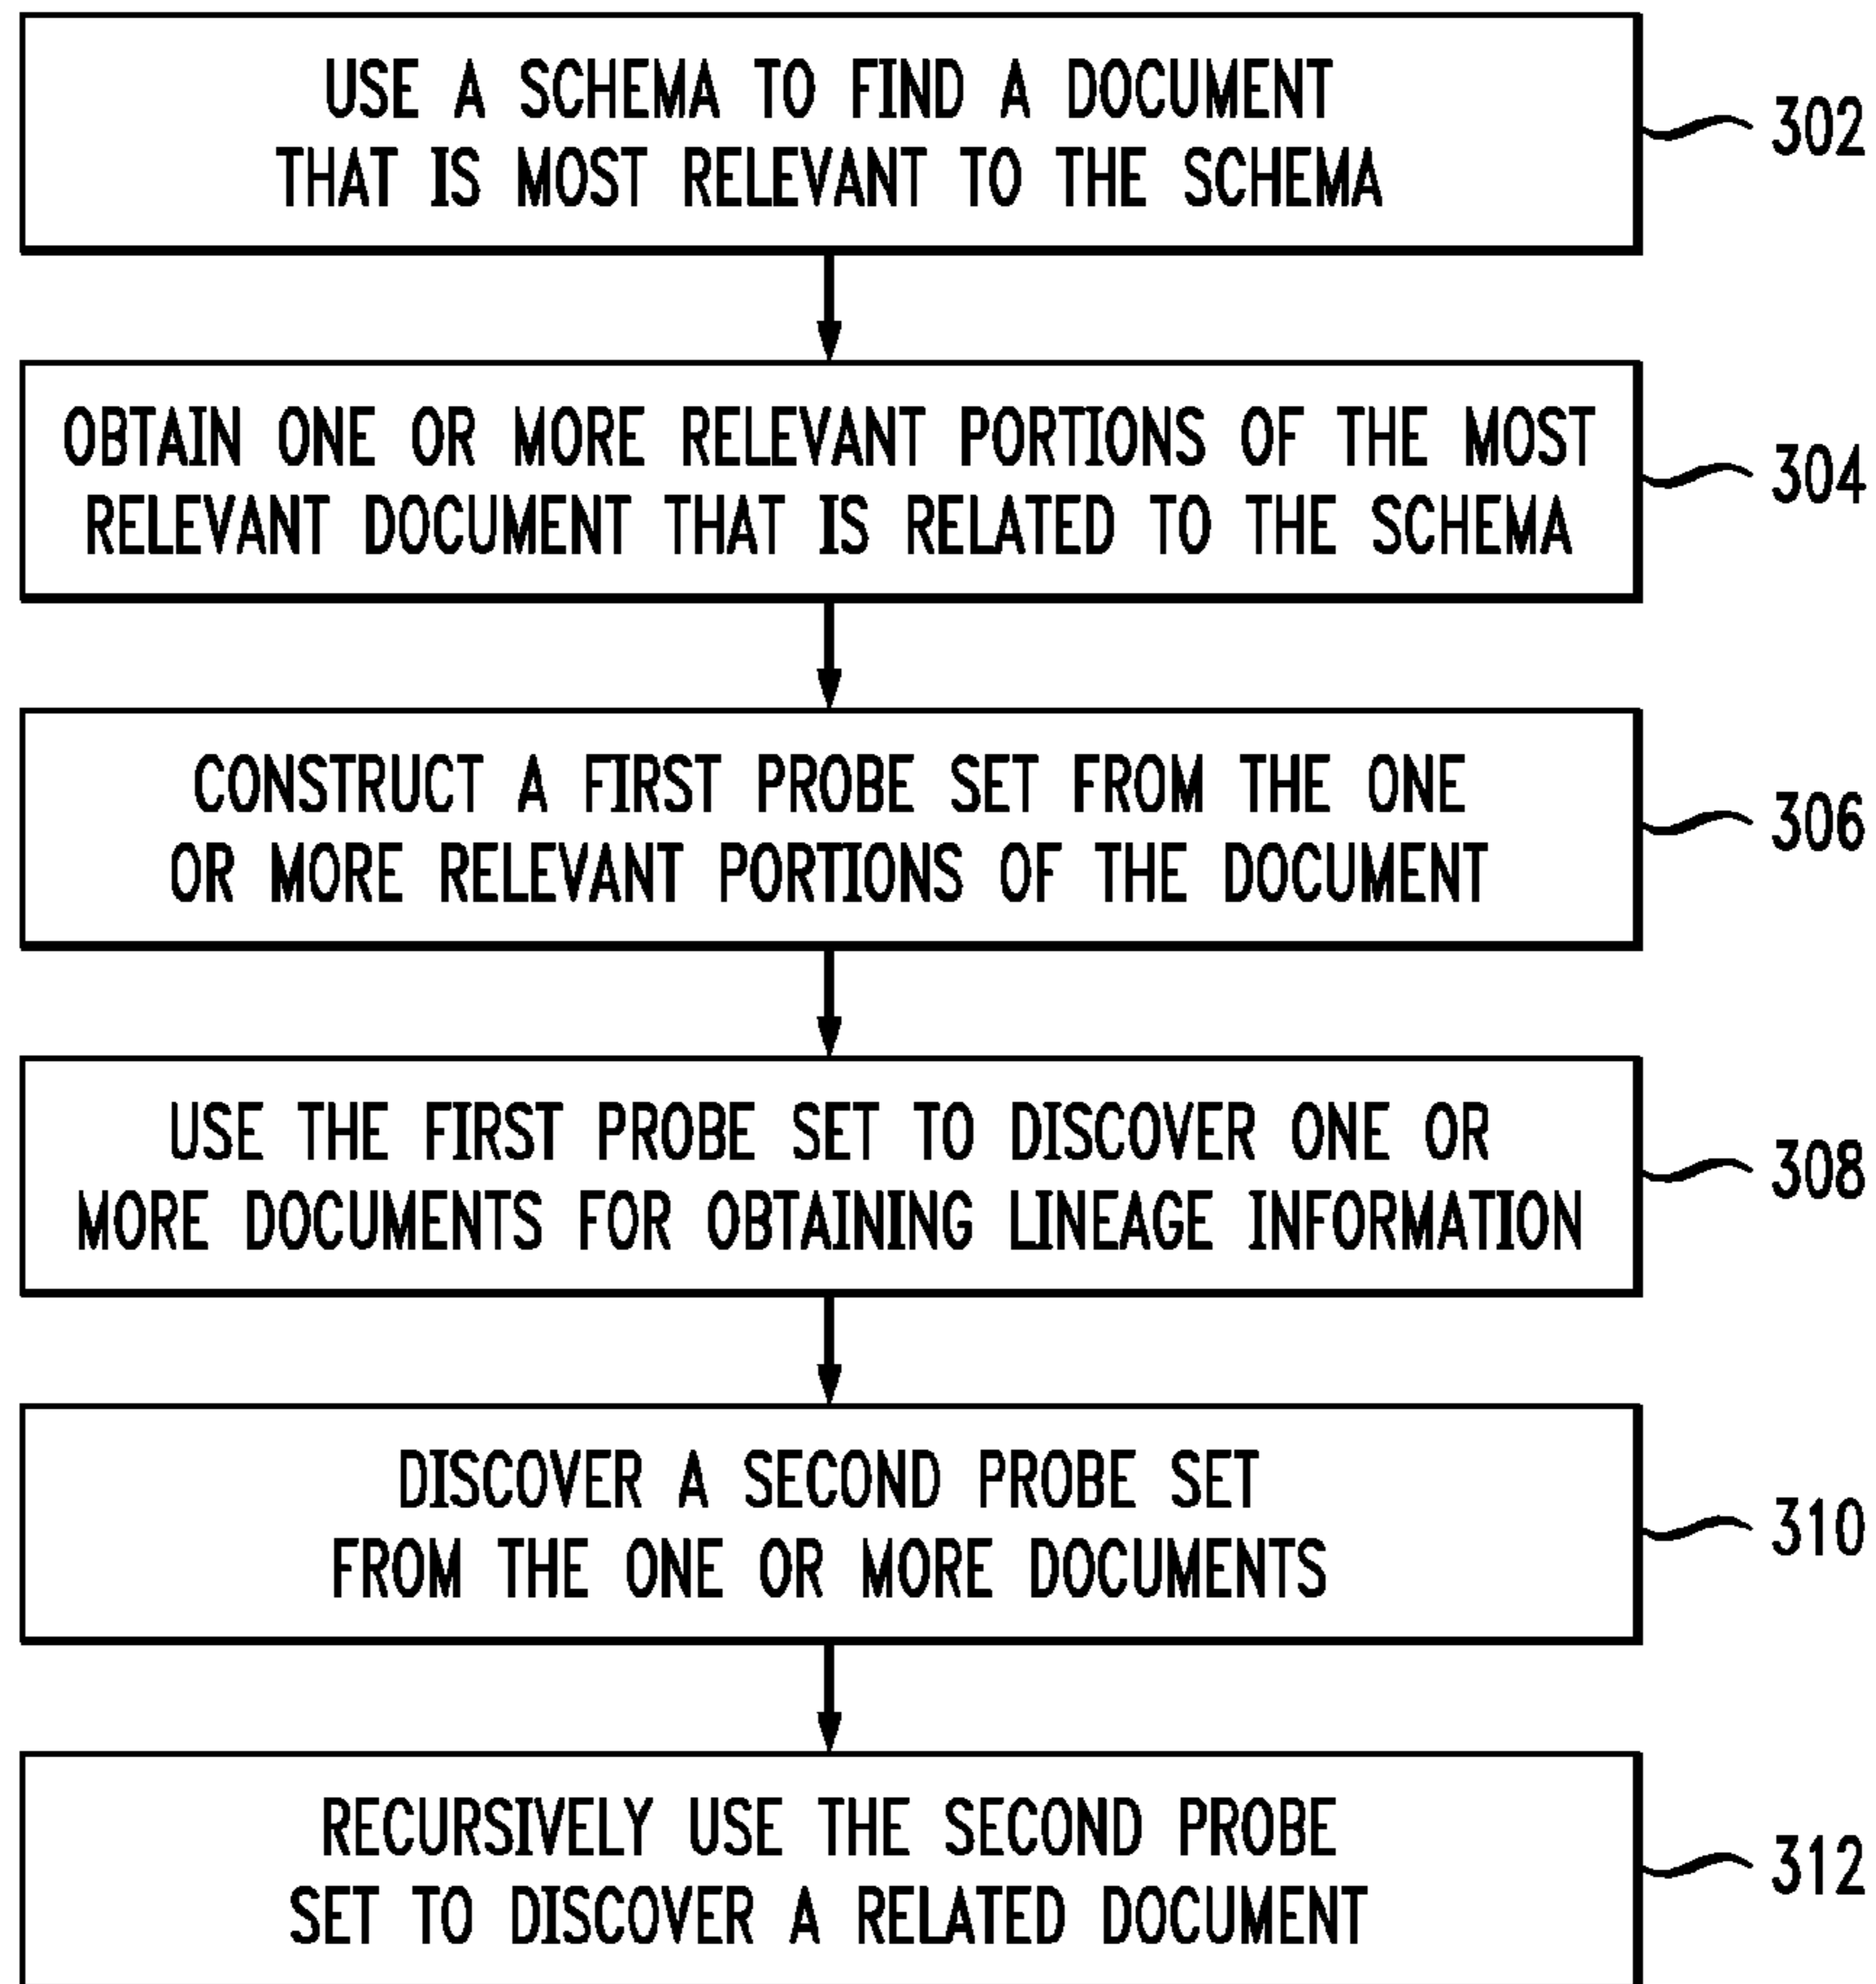 USE A SCHEMA TO FIND A DOCUMENT
THAT IS MOST RELEVANT TO THE SCHEMA
302
OBTAIN ONE OR MORE RELEVANT PORTIONS OF THE MOST
RELEVANT DOCUMENT THAT IS RELATED TO THE SCHEMA
304
CONSTRUCT A FIRST PROBE SET FROM THE ONE
OR MORE RELEVANT PORTIONS OF THE DOCUMENT
306
USE THE FIRST PROBE SET TO DISCOVER ONE OR
MORE DOCUMENTS FOR OBTAINING LINEAGE INFORMATION
308
DISCOVER A SECOND PROBE SET
FROM THE ONE OR MORE DOCUMENTS
310
RECURSIVELY USE THE SECOND PROBE
SET TO DISCOVER A RELATED DOCUMENT
312